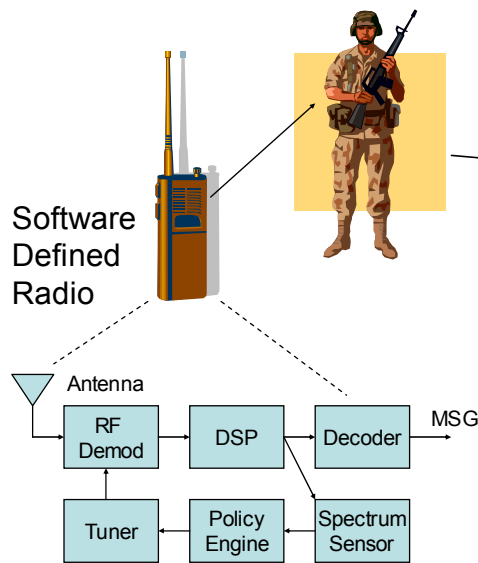 Software
Defined
Radio
Antenna
RF
Demod
DSP
Decoder
MSG
Tuner
Policy
Engine
Spectrum
Sensor